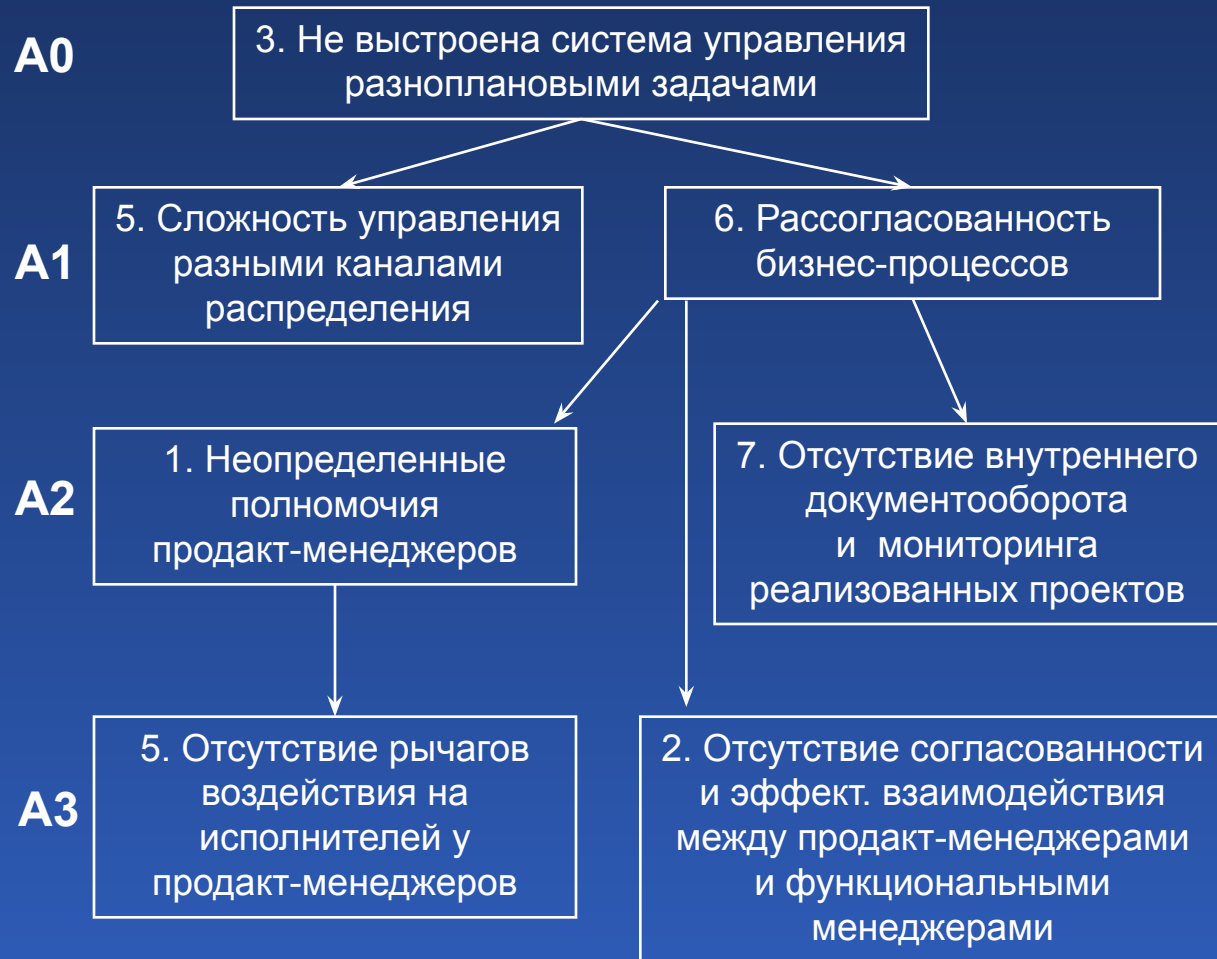 A0
3. Не выстроена система управления
разноплановыми задачами
A1
5. Сложность управления
разными каналами
распределения
6. Рассогласованность
бизнес-процессов
A2
1. Неопределенные
полномочия
продакт-менеджеров
7. Отсутствие внутреннего
документооборота
и мониторинга
реализованных проектов
A3
5. Отсутствие рычагов
воздействия на
исполнителей у
продакт-менеджеров
2. Отсутствие согласованности
и эффект. взаимодействия
между продакт-менеджерами
и функциональными
менеджерами